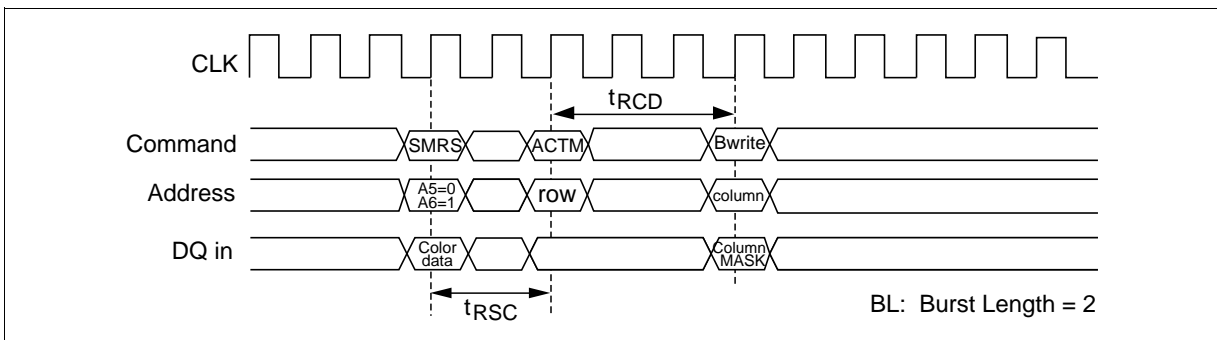 CLK
tRCD
Command SMRS ACTM Bwrite
Address A5=0 A6=1 row column
DQ in Color data Column MASK
tRSC
BL: Burst Length = 2